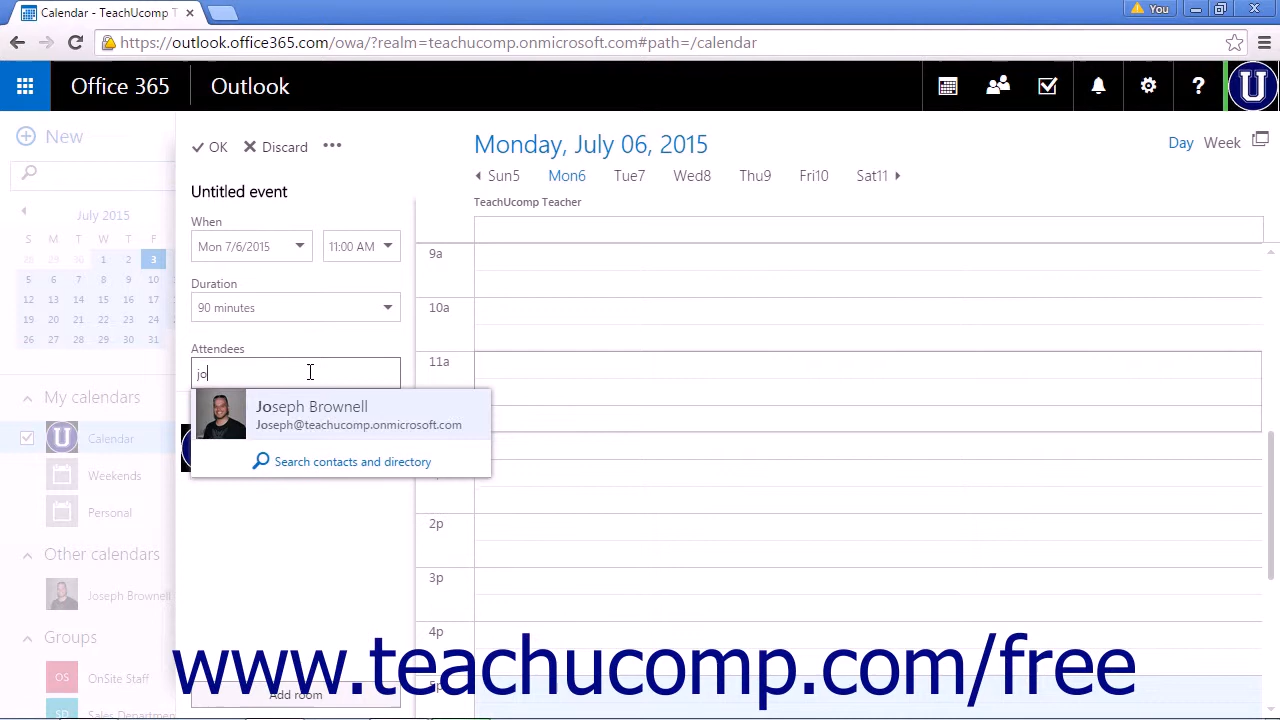 Calendar - TeachUcomp T
You
https://outlook.office365.com/owa/?realm=teachucomp.onmicrosoft.com#path=/calendar
Office 365
Outlook
?
U
New
OK
Discard
•••
Untitled event
When
Mon 7/6/2015
11:00 AM
Duration
90 minutes
Attendees
jo
Joseph Brownell
Joseph@teachucomp.onmicrosoft.com
Search contacts and directory
Add room
July 2015
S M T W T F
28 29 30 1 2 3
5 6 7 8 9 10
12 13 14 15 16 17
19 20 21 22 23 24
26 27 28 29 30 31
My calendars
U
Calendar
Weekends
Personal
Other calendars
Joseph Brownell
Groups
OS
OnSite Staff
SD
Sales Departmen
Monday, July 06, 2015
Day
Week
Sun5 Mon6 Tue7 Wed8 Thu9 Fri10 Sat11
TeachUcomp Teacher
9a
10a
11a
2p
3p
4p
5p
www.teachucomp.com/free